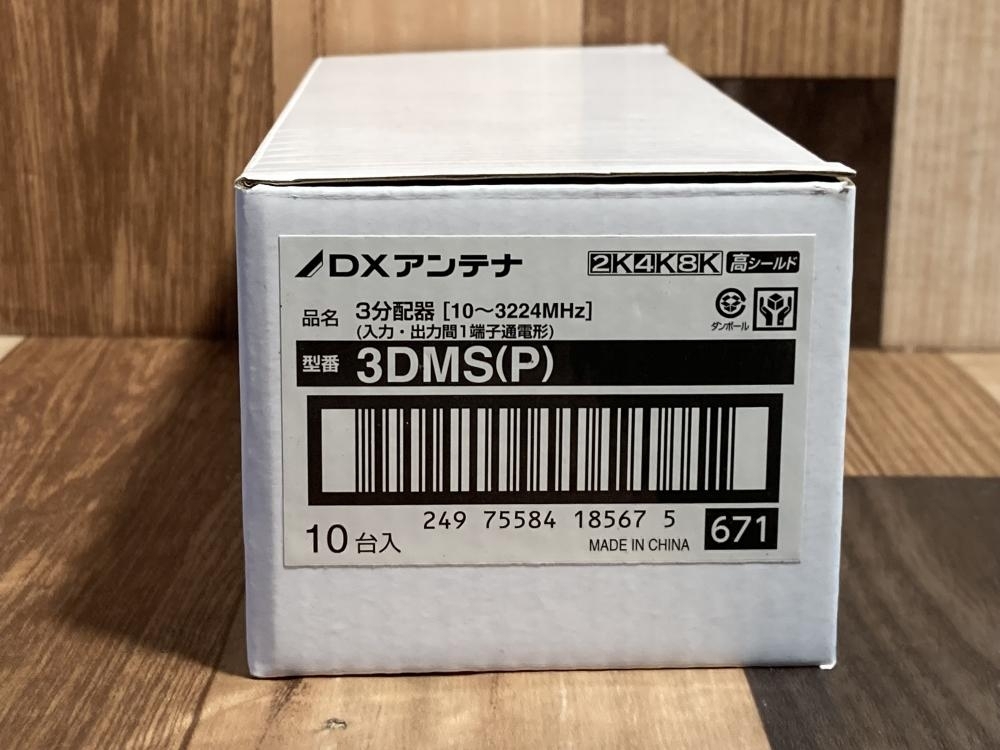 DXアンテナ 2K4K8K 高シールド
品名 3分配器 [10～3224MHz]
(入力・出力間1端子通電形)
ダンボール
型番 3DMS(P)
249 75584 18567 5
10台入 MADE IN CHINA 671